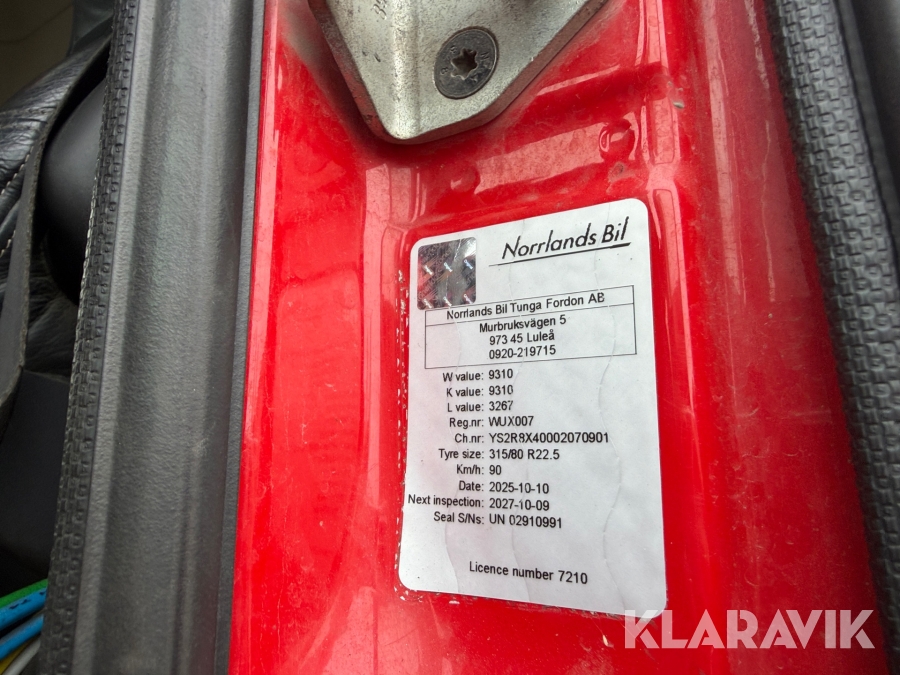 Norrlands Bil
Norrlands Bil Tunga Fordon AB
Murbruksvägen 5
973 45 Luleå
0920-219715
W value: 9310
K value: 9310
L value: 3267
Reg.nr: WUX007
Ch.nr: YS2R8X40002070901
Tyre size: 315/80 R22.5
Km/h: 90
Date: 2025-10-10
Next inspection: 2027-10-09
Seal S/Ns: UN 02910991
Licence number 7210
KLARAVIK